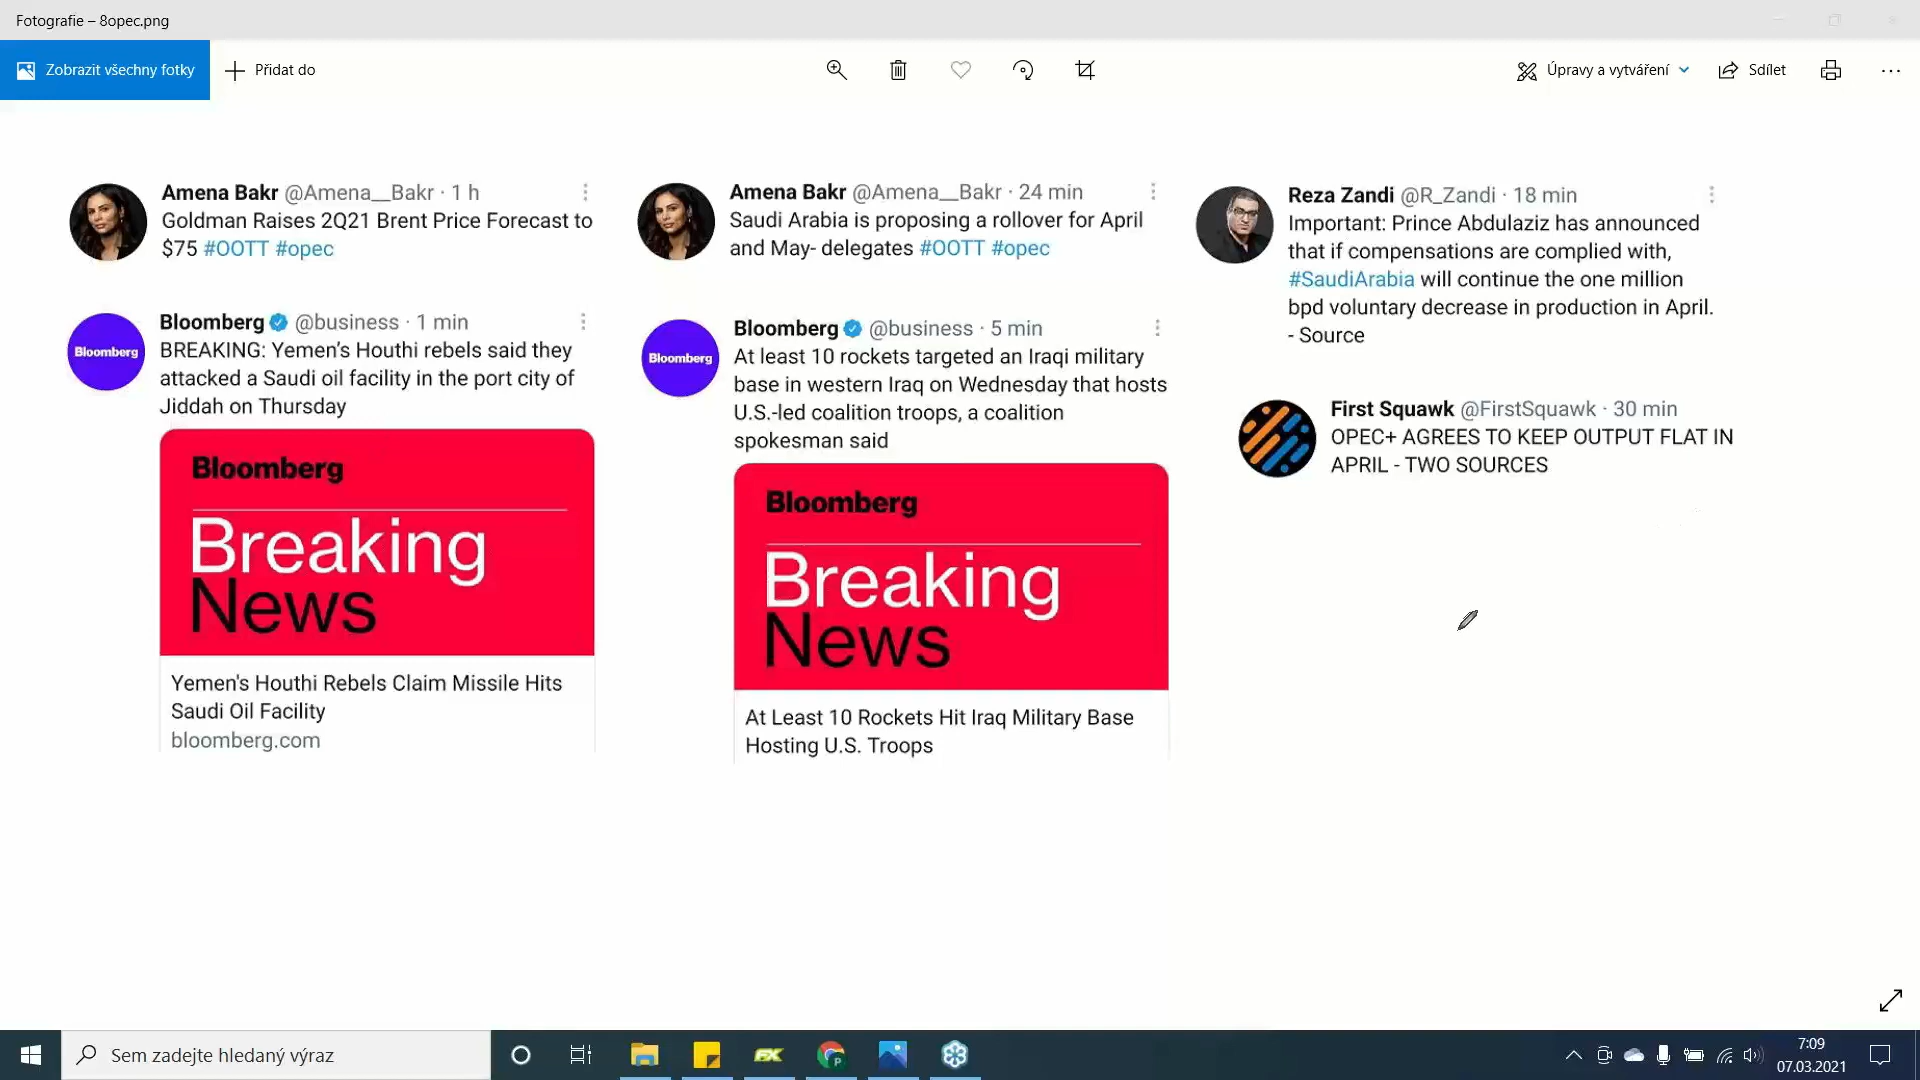 Fotografie – 8opec.png
Zobrazit všechny fotky
Přidat do
Úpravy a vytváření
Sdílet
Amena Bakr @Amena__Bakr · 1 h
Goldman Raises 2Q21 Brent Price Forecast to
$75 #OOTT #opec
Bloomberg @business · 1 min
BREAKING: Yemen’s Houthi rebels said they
attacked a Saudi oil facility in the port city of
Jiddah on Thursday
Bloomberg
Bloomberg
Breaking
News
Yemen's Houthi Rebels Claim Missile Hits
Saudi Oil Facility
bloomberg.com
Amena Bakr @Amena__Bakr · 24 min
Saudi Arabia is proposing a rollover for April
and May- delegates #OOTT #opec
Bloomberg @business · 5 min
At least 10 rockets targeted an Iraqi military
base in western Iraq on Wednesday that hosts
U.S.-led coalition troops, a coalition
spokesman said
Bloomberg
Bloomberg
Breaking
News
At Least 10 Rockets Hit Iraq Military Base
Hosting U.S. Troops
Reza Zandi @R_Zandi · 18 min
Important: Prince Abdulaziz has announced
that if compensations are complied with,
#SaudiArabia will continue the one million
bpd voluntary decrease in production in April.
- Source
First Squawk @FirstSquawk · 30 min
OPEC+ AGREES TO KEEP OUTPUT FLAT IN
APRIL - TWO SOURCES
Sem zadejte hledaný výraz
FX
P
7:09
07.03.2021